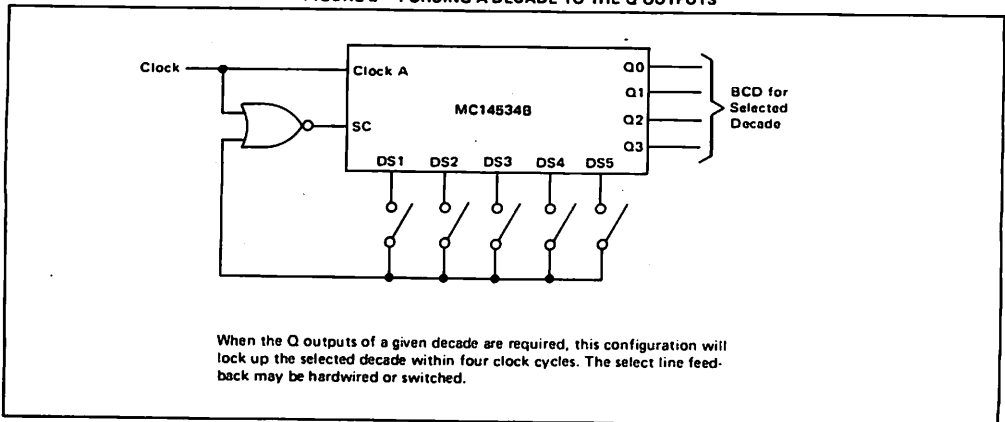 Clock
Clock A
SC
MC14534B
Q0
Q1
Q2
Q3
BCD for
Selected
Decade
DS1 DS2 DS3 DS4 DS5
When the Q outputs of a given decade are required, this configuration will
lock up the selected decade within four clock cycles. The select line feed-
back may be hardwired or switched.